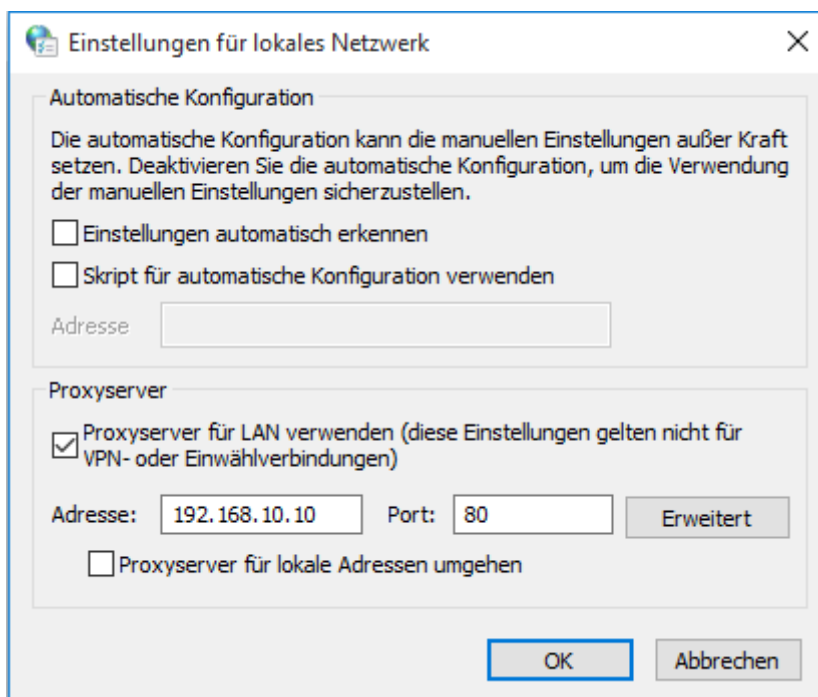 Einstellungen für lokales Netzwerk
Automatische Konfiguration
Die automatische Konfiguration kann die manuellen Einstellungen außer Kraft
setzen. Deaktivieren Sie die automatische Konfiguration, um die Verwendung
der manuellen Einstellungen sicherzustellen.
Einstellungen automatisch erkennen
Skript für automatische Konfiguration verwenden
Adresse
Proxyserver
Proxyserver für LAN verwenden (diese Einstellungen gelten nicht für
VPN- oder Einwählverbindungen)
Adresse: 192.168.10.10 Port: 80 Erweitert
Proxyserver für lokale Adressen umgehen
OK Abbrechen